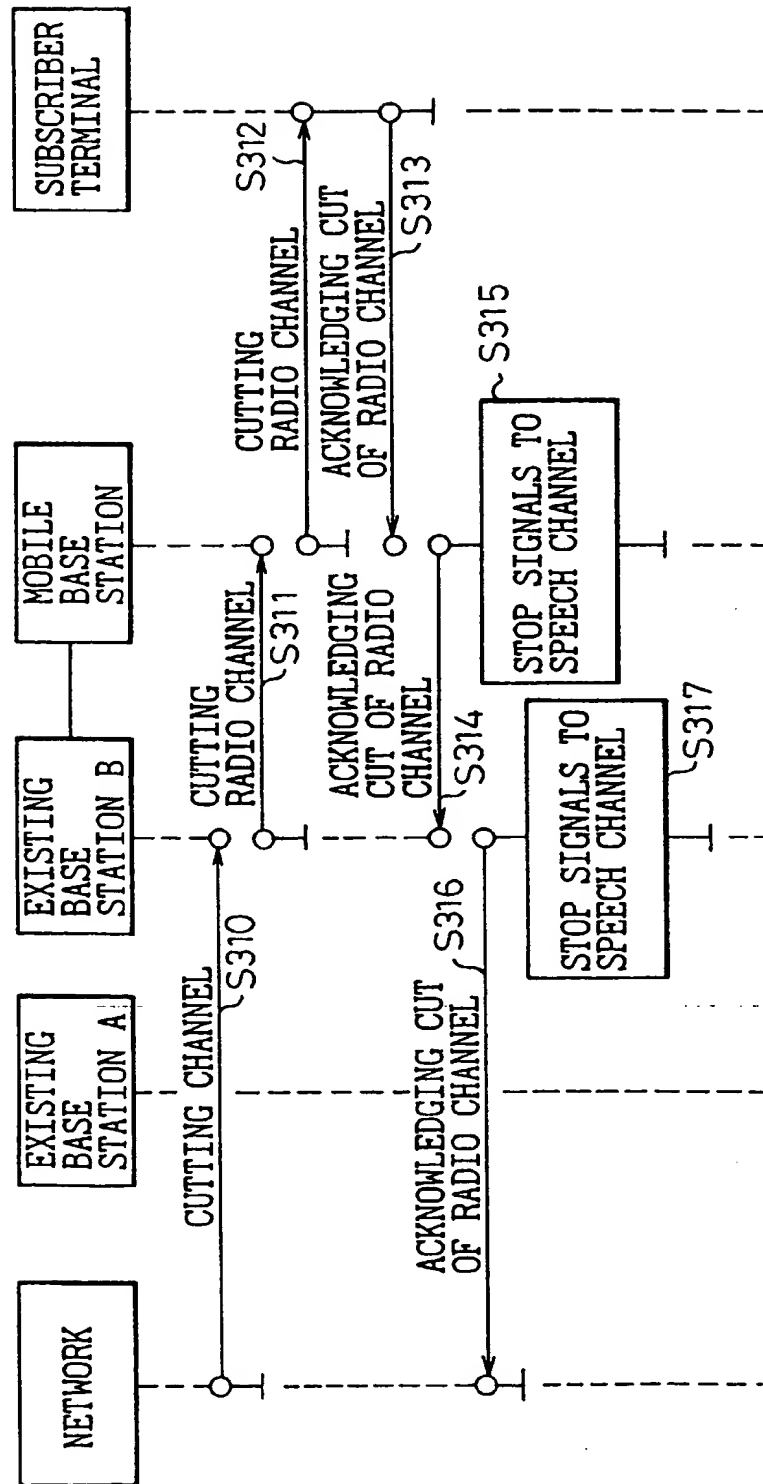 NETWORK
EXISTING
BASE
STATION A
EXISTING
BASE
STATION B
MOBILE
BASE
STATION
SUBSCRIBER
TERMINAL
CUTTING CHANNEL
S310
CUTTING
RADIO CHANNEL
S311
CUTTING
RADIO CHANNEL
S312
ACKNOWLEDGING CUT
OF RADIO CHANNEL
S313
ACKNOWLEDGING
CUT OF RADIO
CHANNEL
S314
STOP SIGNALS TO
SPEECH CHANNEL
S315
ACKNOWLEDGING CUT
OF RADIO CHANNEL
S316
STOP SIGNALS TO
SPEECH CHANNEL
S317